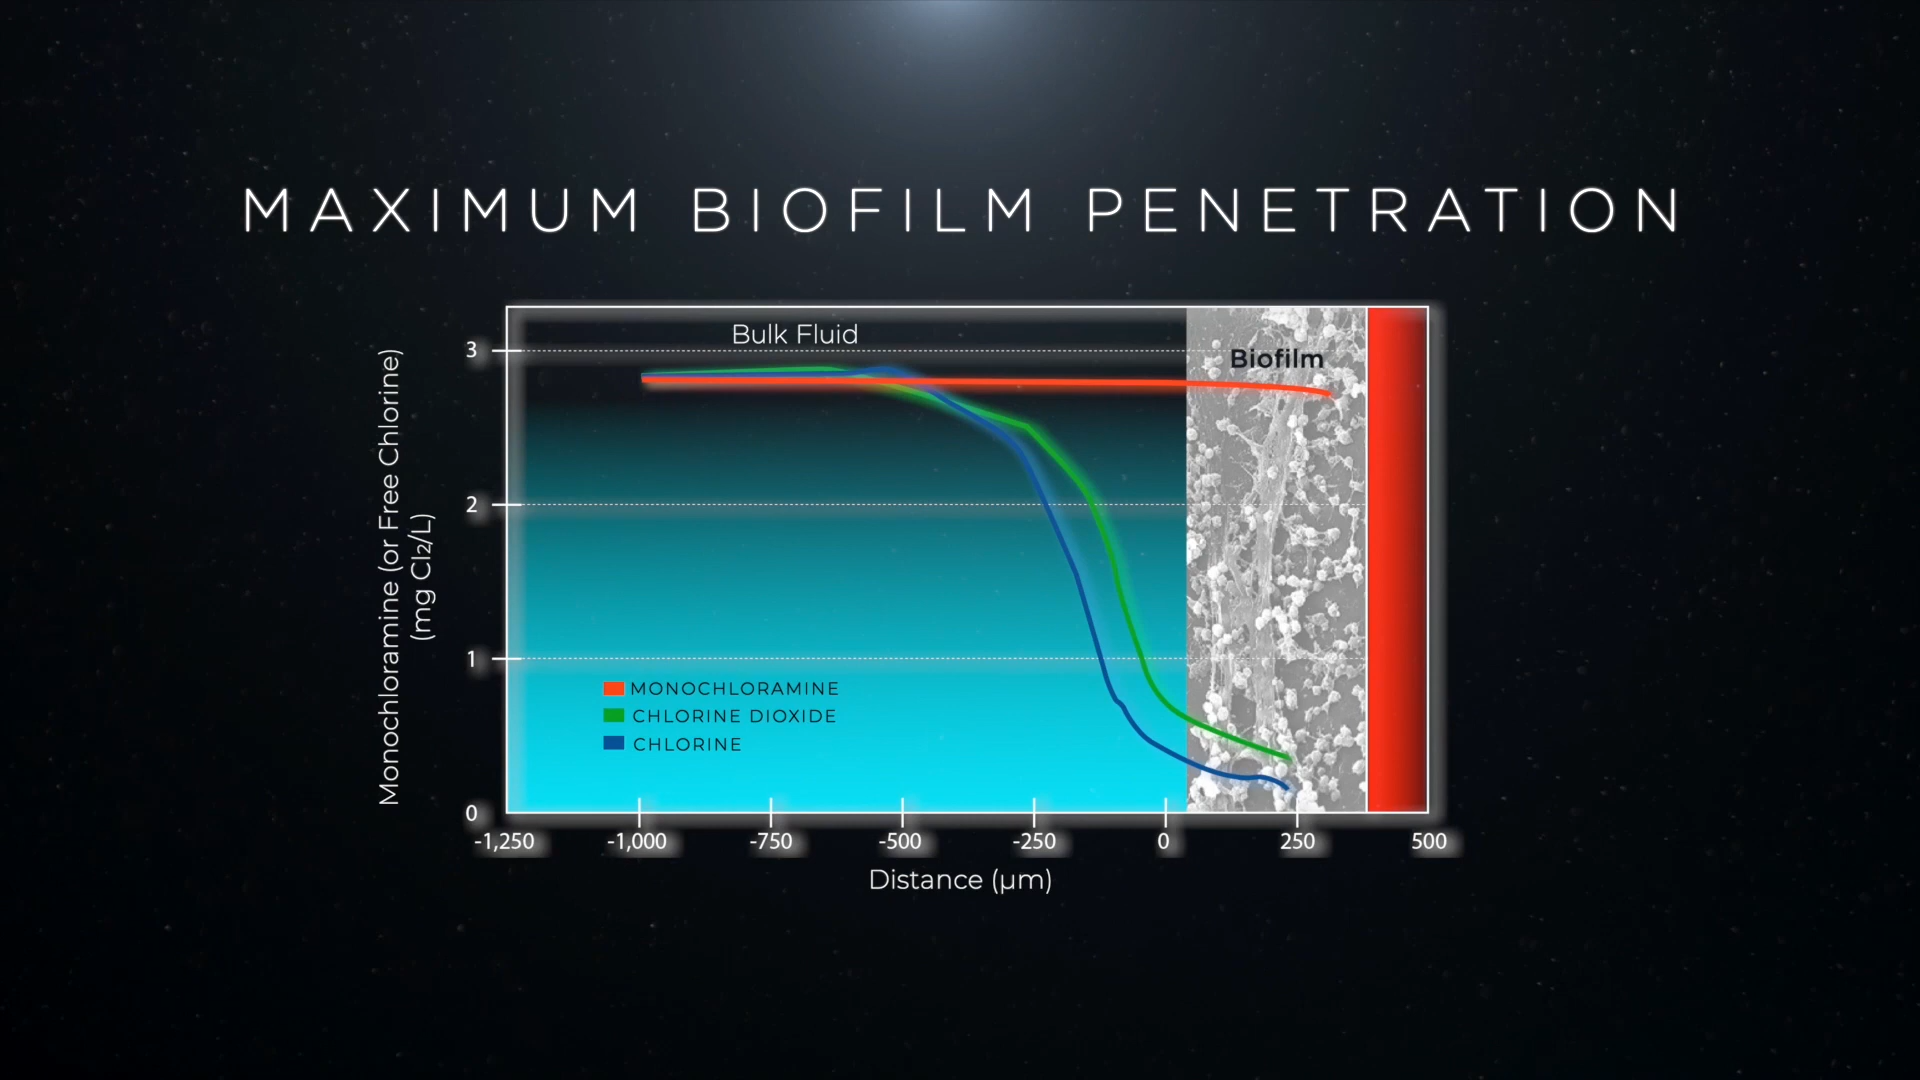 MAXIMUM BIOFILM PENETRATION
Bulk Fluid
Biofilm
Monochloramine (or Free Chlorine)
(mg Cl₂/L)
3
2
1
0
MONOCHLORAMINE
CHLORINE DIOXIDE
CHLORINE
-1,250 -1,000 -750 -500 -250 0 250 500
Distance (µm)